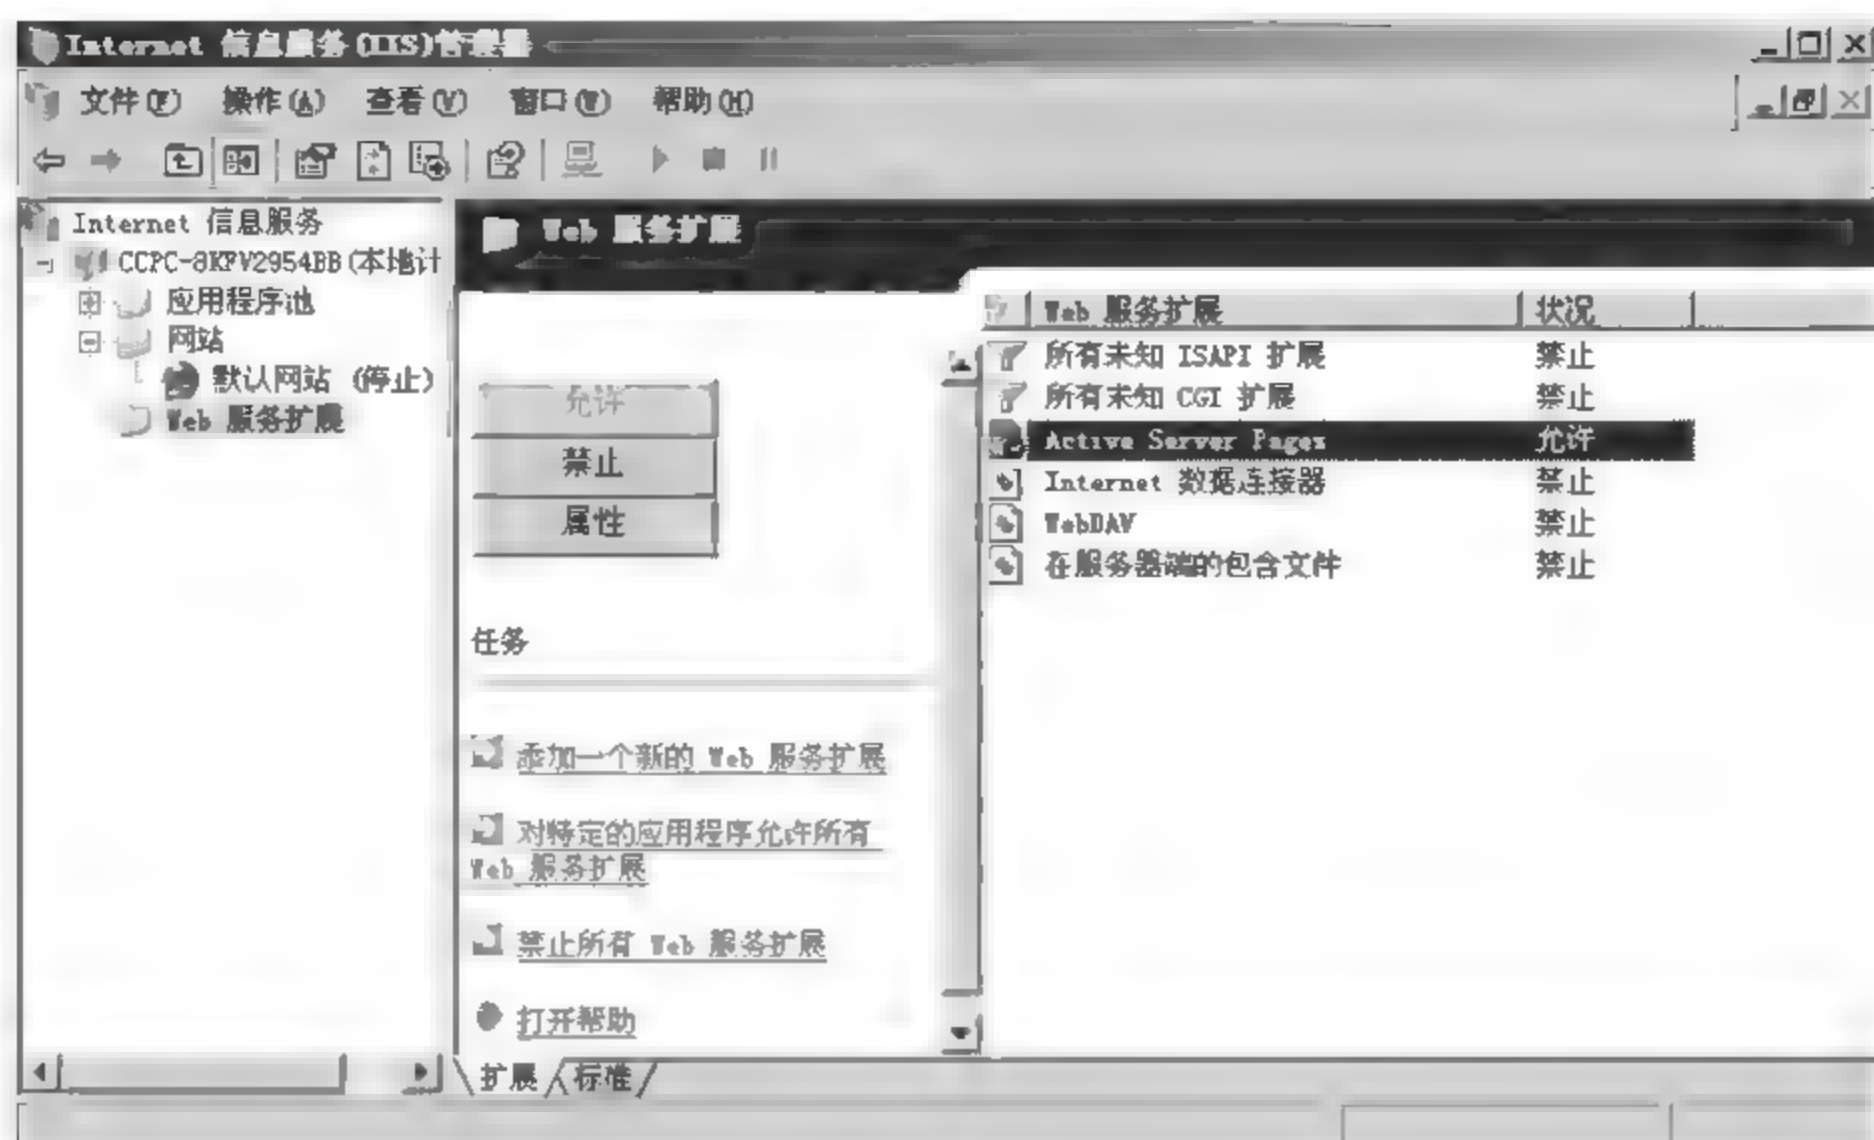 Internet 信息服务(IIS)管理器
文件(F) 操作(A) 查看(V) 窗口(W) 帮助(H)
Internet 信息服务
CCPC-8KPV2954BB(本地计
应用程序池
网站
默认网站 (停止)
Web 服务扩展
Web 服务扩展
允许
禁止
属性
任务
添加一个新的 Web 服务扩展
对特定的应用程序允许所有
Web 服务扩展
禁止所有 Web 服务扩展
打开帮助
Web 服务扩展 状况
所有未知 ISAPI 扩展 禁止
所有未知 CGI 扩展 禁止
Active Server Pages 允许
Internet 数据连接器 禁止
WebDAV 禁止
在服务器端的包含文件 禁止
扩展 标准